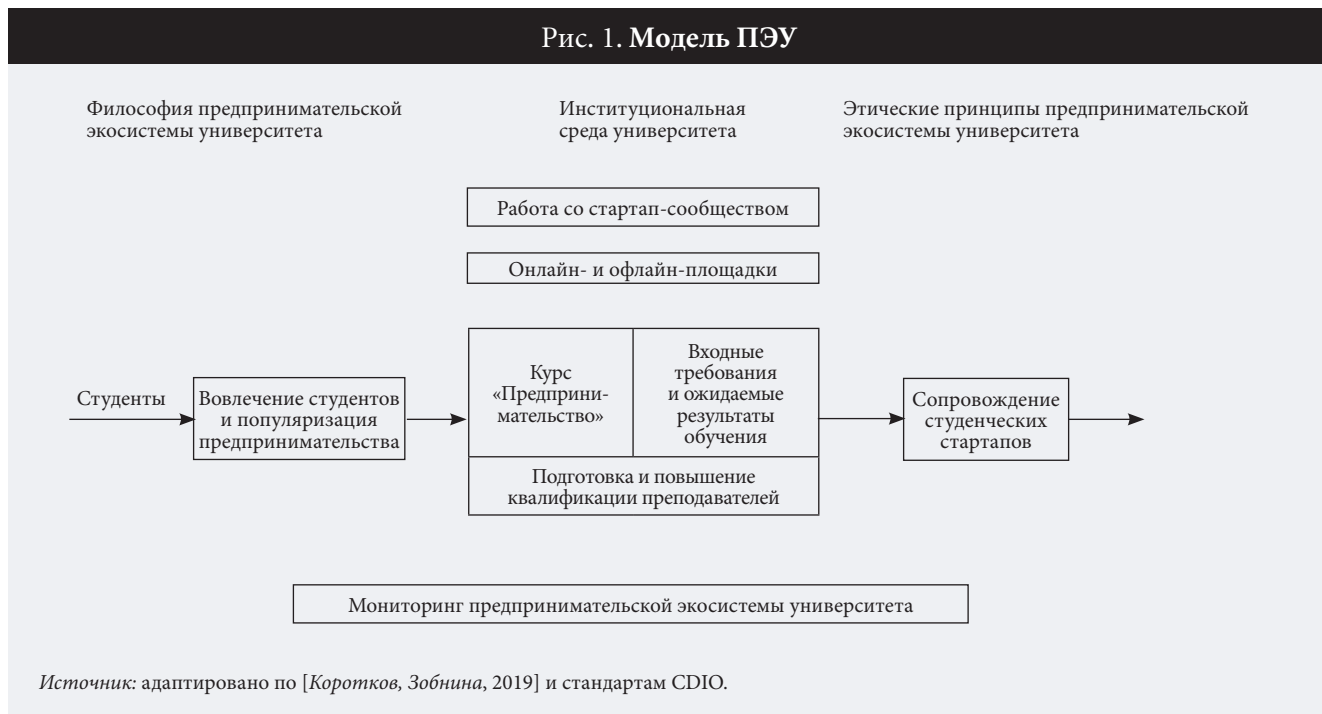 Рис. 1. Модель ПЭУ
Философия предпринимательской
экосистемы университета
Институциональная
среда университета
Этические принципы предпринимательской
экосистемы университета
Работа со стартап-сообществом
Онлайн- и офлайн-площадки
Студенты
Вовлечение студентов
и популяризация
предпринимательства
Курс
«Предприни-
мательство»
Входные
требования
и ожидаемые
результаты
обучения
Подготовка и повышение
квалификации преподавателей
Сопровождение
студенческих
стартапов
Мониторинг предпринимательской экосистемы университета
Источник: адаптировано по [Коротков, Зобнина, 2019] и стандартам CDIO.